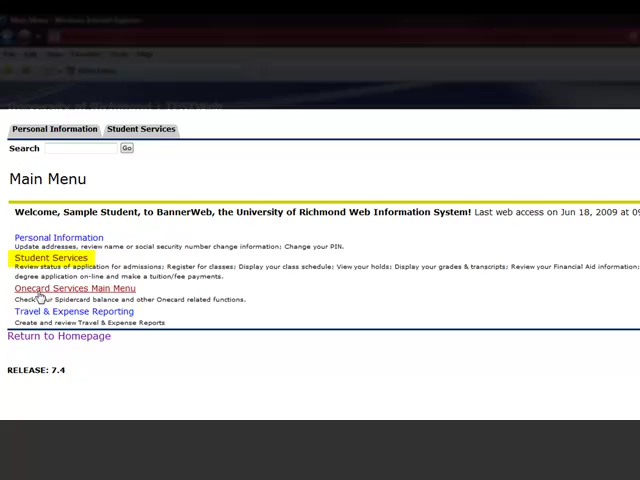 Personal Information
Student Services
Search
Go
Main Menu
Welcome, Sample Student, to BannerWeb, the University of Richmond Web Information System! Last web access on Jun 18, 2009 at 09
Personal Information
Update addresses, review name or social security number change information; Change your PIN.
Student Services
Review status of application for admissions; Register for classes; Display your class schedule; View your holds; Display your grades & transcripts; Review your Financial Aid information;
degree application on-line and make a tuition/fee payments.
Onecard Services Main Menu
Check your Spidercard balance and other Onecard related functions.
Travel & Expense Reporting
Create and review Travel & Expense Reports
Return to Homepage
RELEASE: 7.4